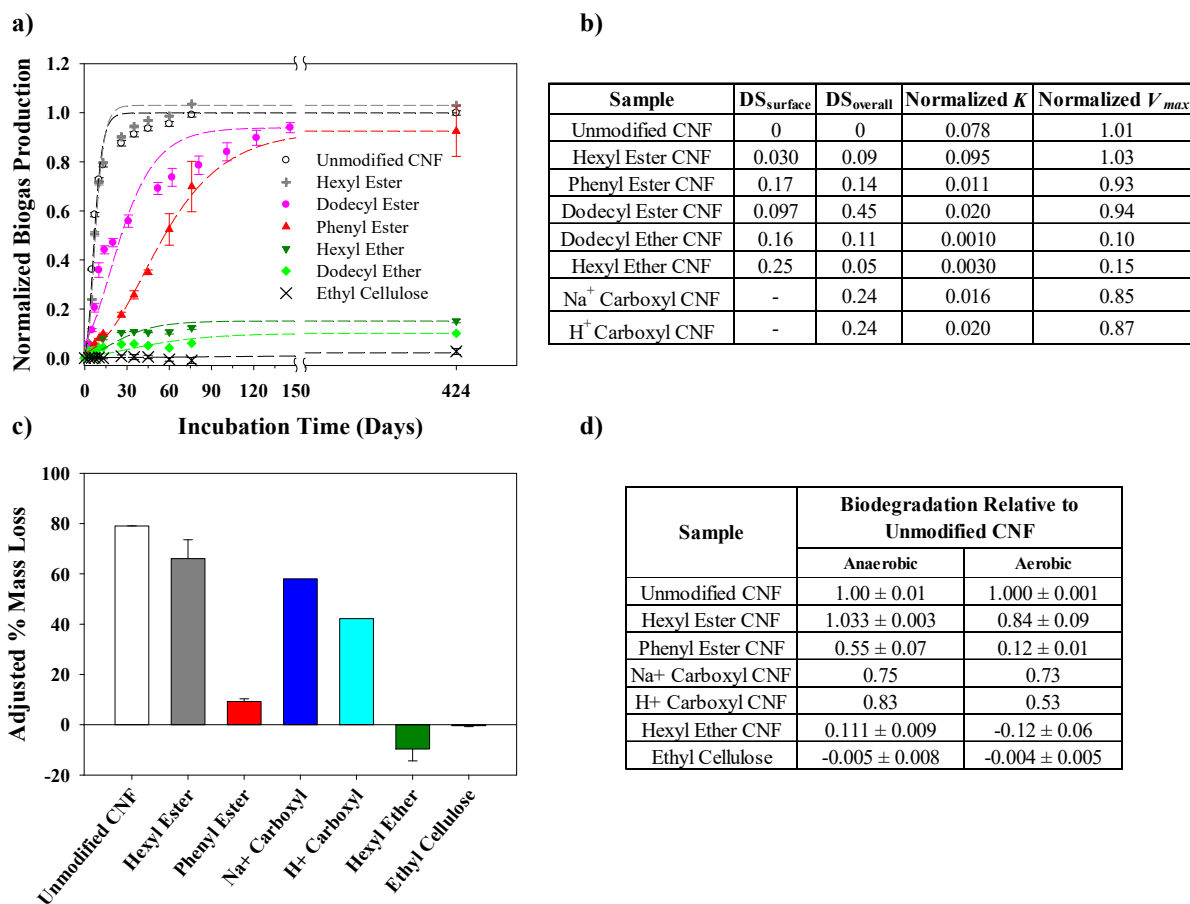 a)
Normalized Biogas Production
1.2
1.0
0.8
0.6
0.4
0.2
0.0
Unmodified CNF
Hexyl Ester
Dodecyl Ester
Phenyl Ester
Hexyl Ether
Dodecyl Ether
Ethyl Cellulose
0 30 60 90 120 150 424
Incubation Time (Days)
b)
Sample DS surface DS overall Normalized K Normalized V max
Unmodified CNF 0 0 0.078 1.01
Hexyl Ester CNF 0.030 0.09 0.095 1.03
Phenyl Ester CNF 0.17 0.14 0.011 0.93
Dodecyl Ester CNF 0.097 0.45 0.020 0.94
Dodecyl Ether CNF 0.16 0.11 0.0010 0.10
Hexyl Ether CNF 0.25 0.05 0.0030 0.15
Na+ Carboxyl CNF - 0.24 0.016 0.85
H+ Carboxyl CNF - 0.24 0.020 0.87
c)
Adjusted % Mass Loss
100
80
60
40
20
0
-20
Unmodified CNF
Hexyl Ester
Phenyl Ester
Na+ Carboxyl
H+ Carboxyl
Hexyl Ether
Ethyl Cellulose
d)
Sample
Biodegradation Relative to
Unmodified CNF
Anaerobic Aerobic
Unmodified CNF 1.00 ± 0.01 1.000 ± 0.001
Hexyl Ester CNF 1.033 ± 0.003 0.84 ± 0.09
Phenyl Ester CNF 0.55 ± 0.07 0.12 ± 0.01
Na+ Carboxyl CNF 0.75 0.73
H+ Carboxyl CNF 0.83 0.53
Hexyl Ether CNF 0.111 ± 0.009 -0.12 ± 0.06
Ethyl Cellulose -0.005 ± 0.008 -0.004 ± 0.005